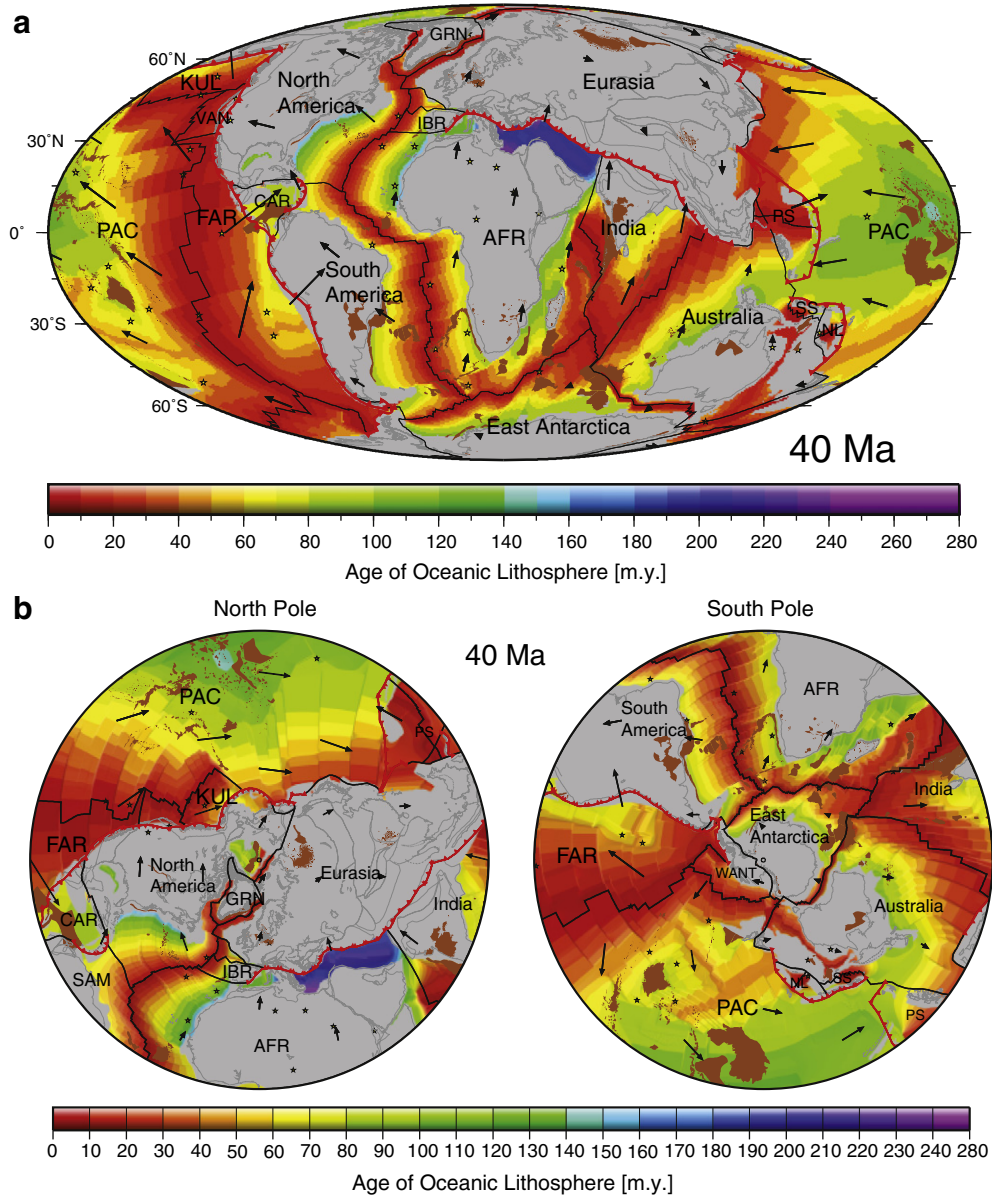 a
60°N
30°N
0°
30°S
60°S
GRN
KUL
North
America
Eurasia
VAN
IBR
CAR
FAR
PAC
AFR
India
PS
PAC
South
America
Australia
SS
NL
East Antarctica
40 Ma
0 20 40 60 80 100 120 140 160 180 200 220 240 260 280
Age of Oceanic Lithosphere [m.y.]
b
North Pole
South Pole
40 Ma
PAC
PS
KUL
FAR
North
America
Eurasia
GRN
CAR
India
SAM
IBR
AFR
AFR
South
America
India
East
Antarctica
FAR
WANT
Australia
NL
SS
PAC
PS
0 10 20 30 40 50 60 70 80 90 100 110 120 130 140 150 160 170 180 190 200 210 220 230 240 250 280
Age of Oceanic Lithosphere [m.y.]